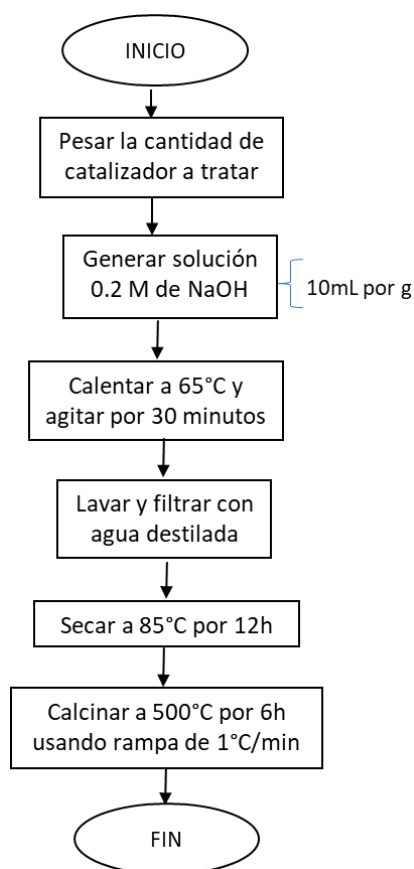 INICIO
Pesar la cantidad de
catalizador a tratar
Generar solución
0.2 M de NaOH
10mL por g
Calentar a 65°C y
agitar por 30 minutos
Lavar y filtrar con
agua destilada
Secar a 85°C por 12h
Calcinar a 500°C por 6h
usando rampa de 1°C/min
FIN